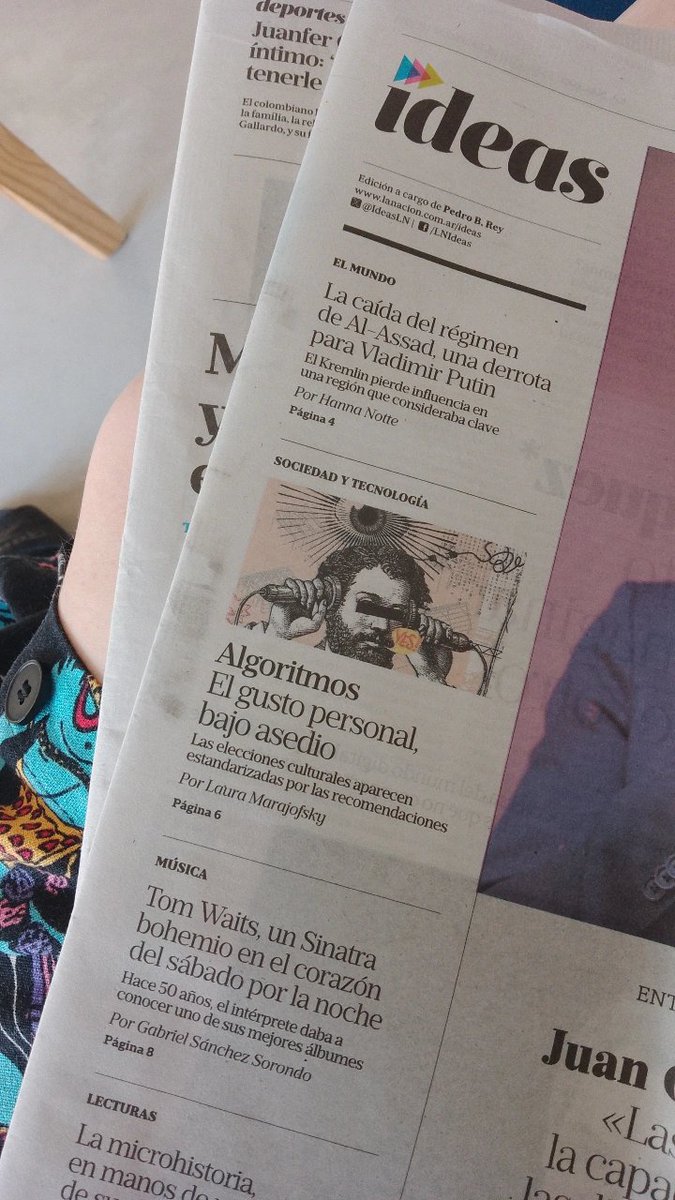 deportes
Juanfer
íntimo:
tenerle
El colombiano
la familia, la
Gallardo, y su
M
y
ideas
Edición a cargo de Pedro B. Rey
www.lanacion.com.ar/ideas
@IdeasLN | /LNIdeas
EL MUNDO
La caída del régimen
de Al-Assad, una derrota
para Vladimir Putin
El Kremlin pierde influencia en
una región que consideraba clave
Por Hanna Notte
Página 4
SOCIEDAD Y TECNOLOGÍA
YES!
Algoritmos
El gusto personal,
bajo asedio
Las elecciones culturales aparecen
estandarizadas por las recomendaciones
Por Laura Marajofsky
Página 6
MÚSICA
Tom Waits, un Sinatra
bohemio en el corazón
del sábado por la noche
Hace 50 años, el intérprete daba a
conocer uno de sus mejores álbumes
Por Gabriel Sánchez Sorondo
Página 8
LECTURAS
La microhistoria,
en manos de
de
ENT
Juan
«Las
la capa